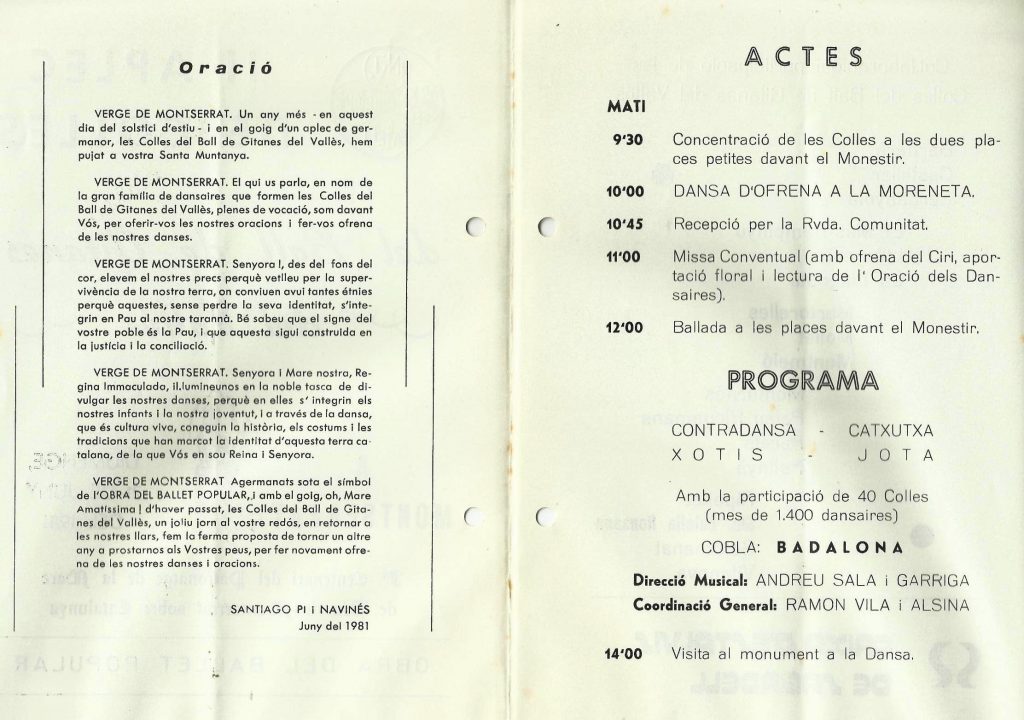 Oració
VERGE DE MONTSERRAT. Un any més - en aquest
dia del solstici d'estiu - i en el goig d'un aplec de ger-
manor, les Colles del Ball de Gitanes del Vallès, hem
pujat a vostra Santa Muntanya.
VERGE DE MONTSERRAT. El qui us parla, en nom de
la gran família de dansaires que formen les Colles del
Ball de Gitanes del Vallès, plenes de vocació, som davant
Vós, per oferir-vos les nostres oracions i fer-vos ofrena
de les nostres danses.
VERGE DE MONTSERRAT. Senyora!, des del fons del
cor, elevem el nostres precs perquè vetlleu per la super-
vivència de la nostra terra, on conviuen avui tantes étnies
perquè aquestes, sense perdre la seva identitat, s'inte-
grin en Pau al nostre tarannà. Bé sabeu que el signe del
vostre poble és la Pau, i que aquesta sigui construida en
la justícia i la conciliació.
VERGE DE MONTSERRAT. Senyora i Mare nostra, Re-
gina Immaculada, il.lumineunos en la noble tasca de di-
vulgar les nostres danses, perquè en elles s' integrin els
nostres infants i la nostra joventut, i a través de la dansa,
que és cultura viva, coneguin la història, els costums i les
tradicions que han marcat la identitat d'aquesta terra ca-
talana, de la que Vós en sou Reina i Senyora.
VERGE DE MONTSERRAT Agermanats sota el símbol
de l'OBRA DEL BALLET POPULAR, i amb el goig, oh, Mare
Amatíssima! d'haver passat, les Colles del Ball de Gita-
nes del Vallès, un joliu jorn al vostre redós, en retornar a
les nostres llars, fem la ferma proposta de tornar un altre
any a prostarnos als Vostres peus, per fer novament ofre-
na de les nostres danses i oracions.
SANTIAGO PI i NAVINÉS
Juny del 1981
ACTES
MATI
9'30 Concentració de les Colles a les dues pla-
ces petites davant el Monestir.
10'00 DANSA D'OFRENA A LA MORENETA.
10'45 Recepció per la Rvda. Comunitat.
11'00 Missa Conventual (amb ofrena del Ciri, apor-
tació floral i lectura de l' Oració dels Dan-
saires).
12'00 Ballada a les places davant el Monestir.
PROGRAMA
CONTRADANSA - CATXUTXA
XOTIS - JOTA
Amb la participació de 40 Colles
(mes de 1.400 dansaires)
COBLA: BADALONA
Direcció Musical: ANDREU SALA i GARRIGA
Coordinació General: RAMON VILA i ALSINA
14'00 Visita al monument a la Dansa.